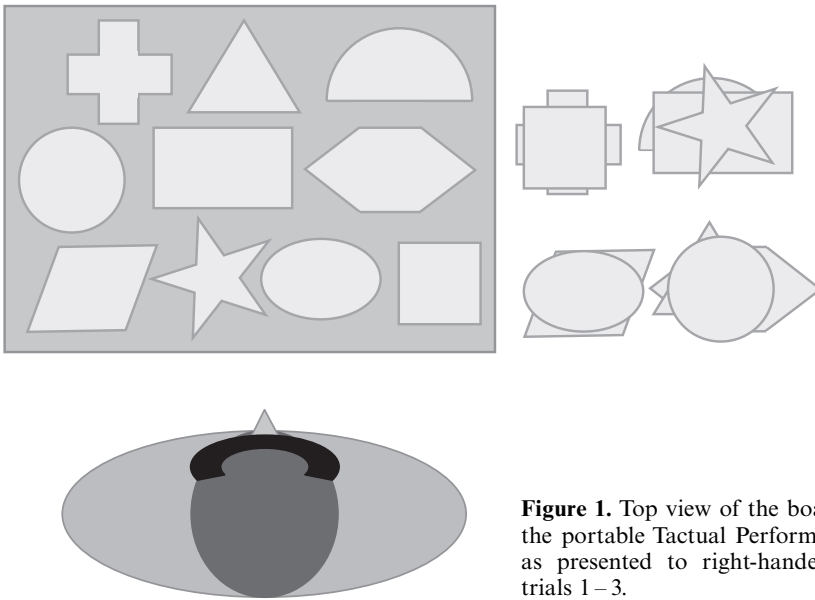 Figure 1. Top view of the boa
the portable Tactual Perform
as presented to right-hande
trials 1 – 3.